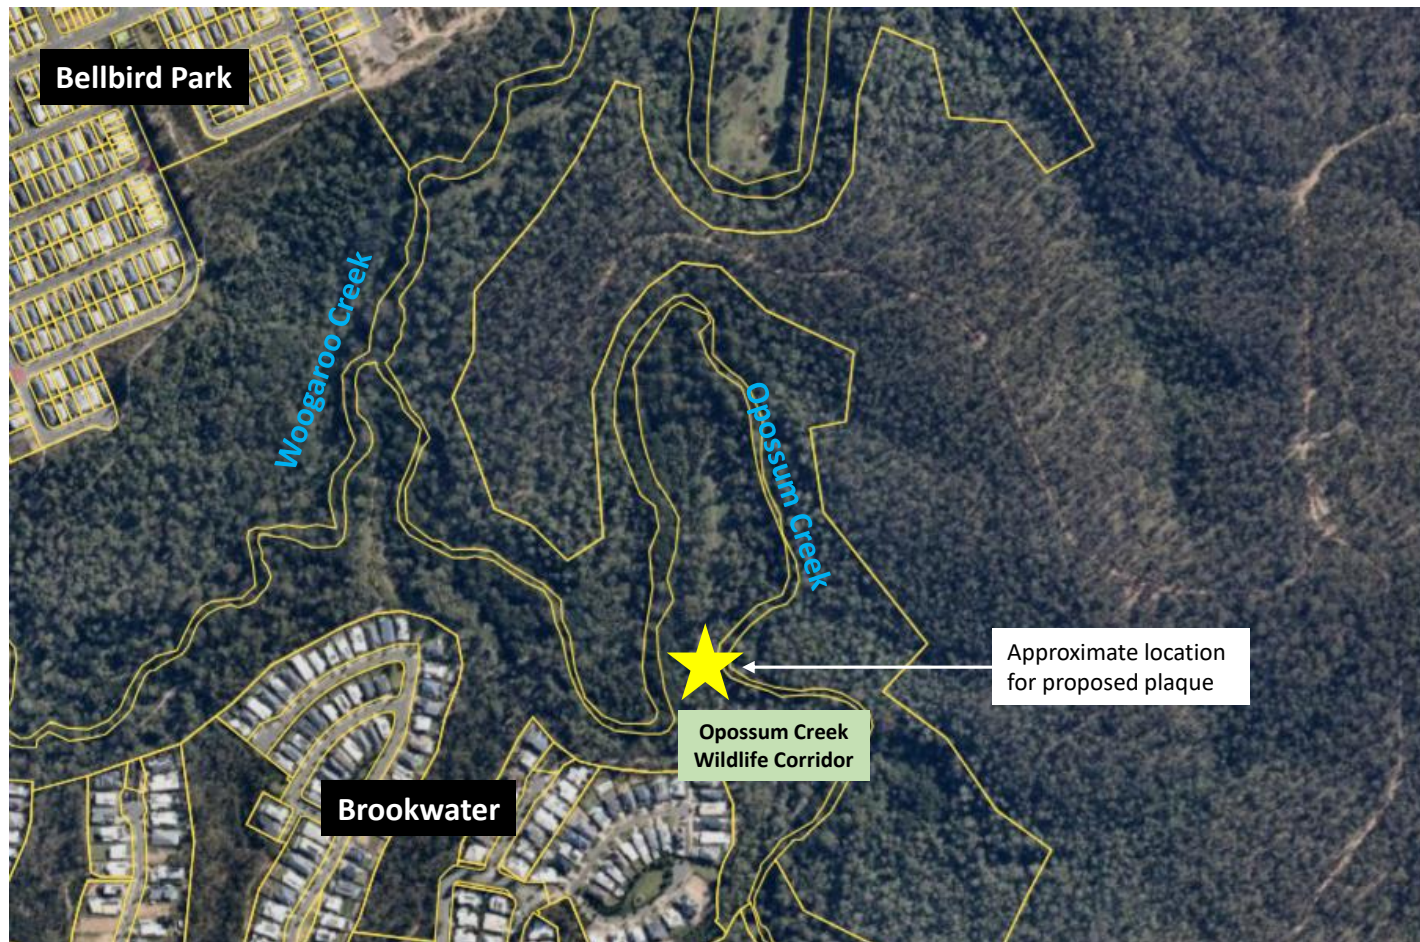 Bellbird Park
Woogaroo Creek
Opossum Creek
Approximate location
for proposed plaque
Opossum Creek
Wildlife Corridor
Brookwater